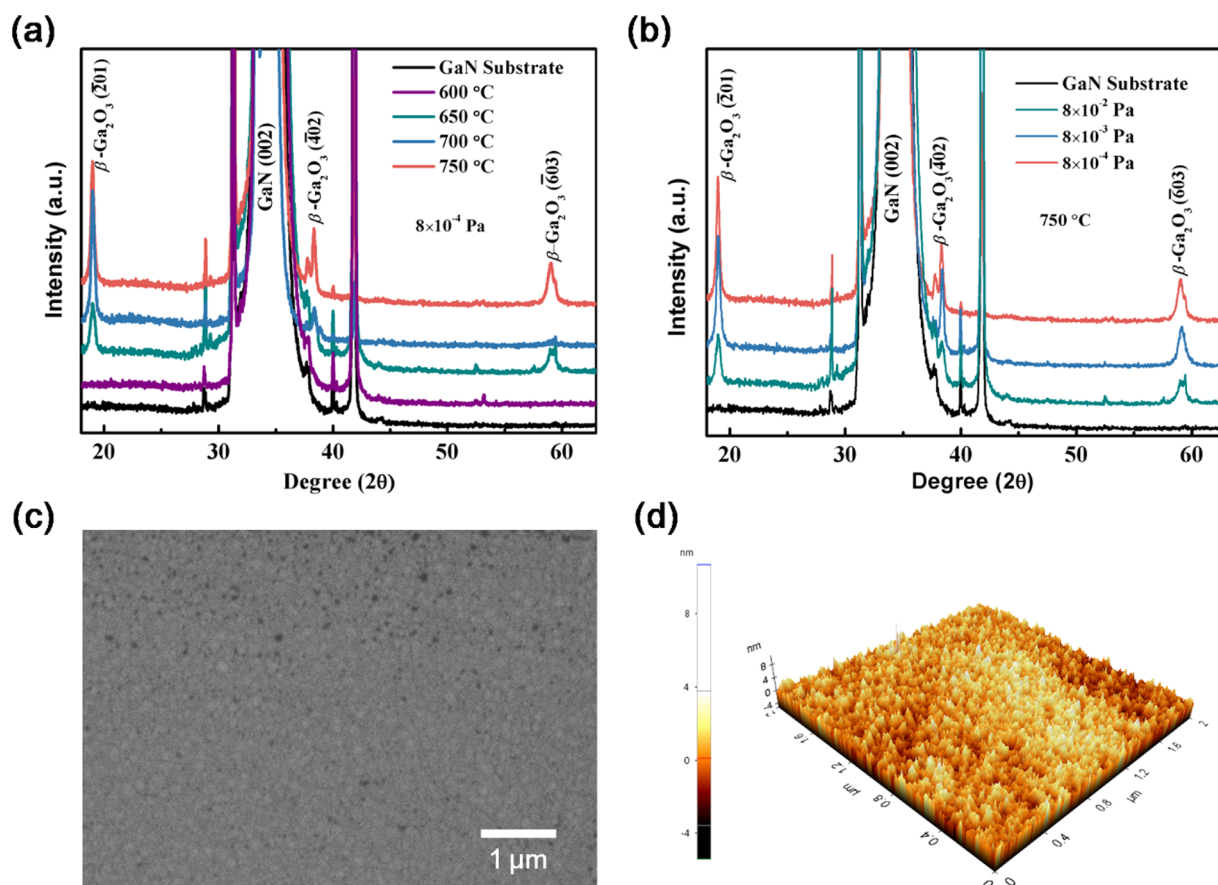 (a)
Intensity (a.u.)
β-Ga₂O₃ (2̅01)
GaN (002)
β-Ga₂O₃ (4̅02)
β-Ga₂O₃ (6̅03)
GaN Substrate
600 °C
650 °C
700 °C
750 °C
8×10⁻⁴ Pa
20 30 40 50 60
Degree (2θ)
(b)
Intensity (a.u.)
β-Ga₂O₃ (2̅01)
GaN (002)
β-Ga₂O₃(4̅02)
β-Ga₂O₃ (6̅03)
GaN Substrate
8×10⁻² Pa
8×10⁻³ Pa
8×10⁻⁴ Pa
750 °C
20 30 40 50 60
Degree (2θ)
(c)
1 μm
(d)
nm
8
4
0
-4
nm
8
4
0
-4
1.6
1.2
μm
0.8
0.4
0
0
0.4
0.8
μm
1.2
1.6
2